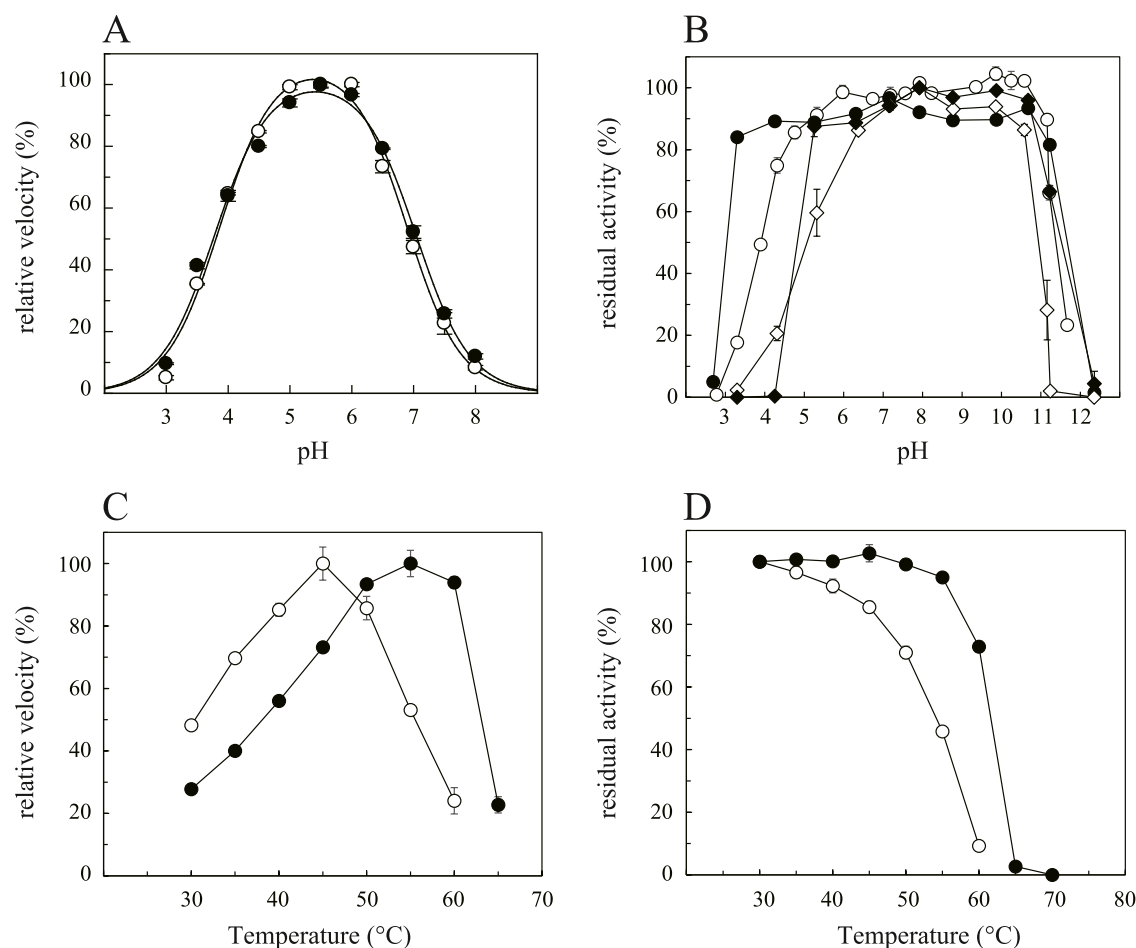 A
relative velocity (%)
100
80
60
40
20
0
3 4 5 6 7 8
pH
B
residual activity (%)
100
80
60
40
20
0
2 3 4 5 6 7 8 9 10 11 12
pH
C
relative velocity (%)
100
80
60
40
20
0
30 40 50 60 70
Temperature (°C)
D
residual activity (%)
100
80
60
40
20
0
30 40 50 60 70 80
Temperature (°C)